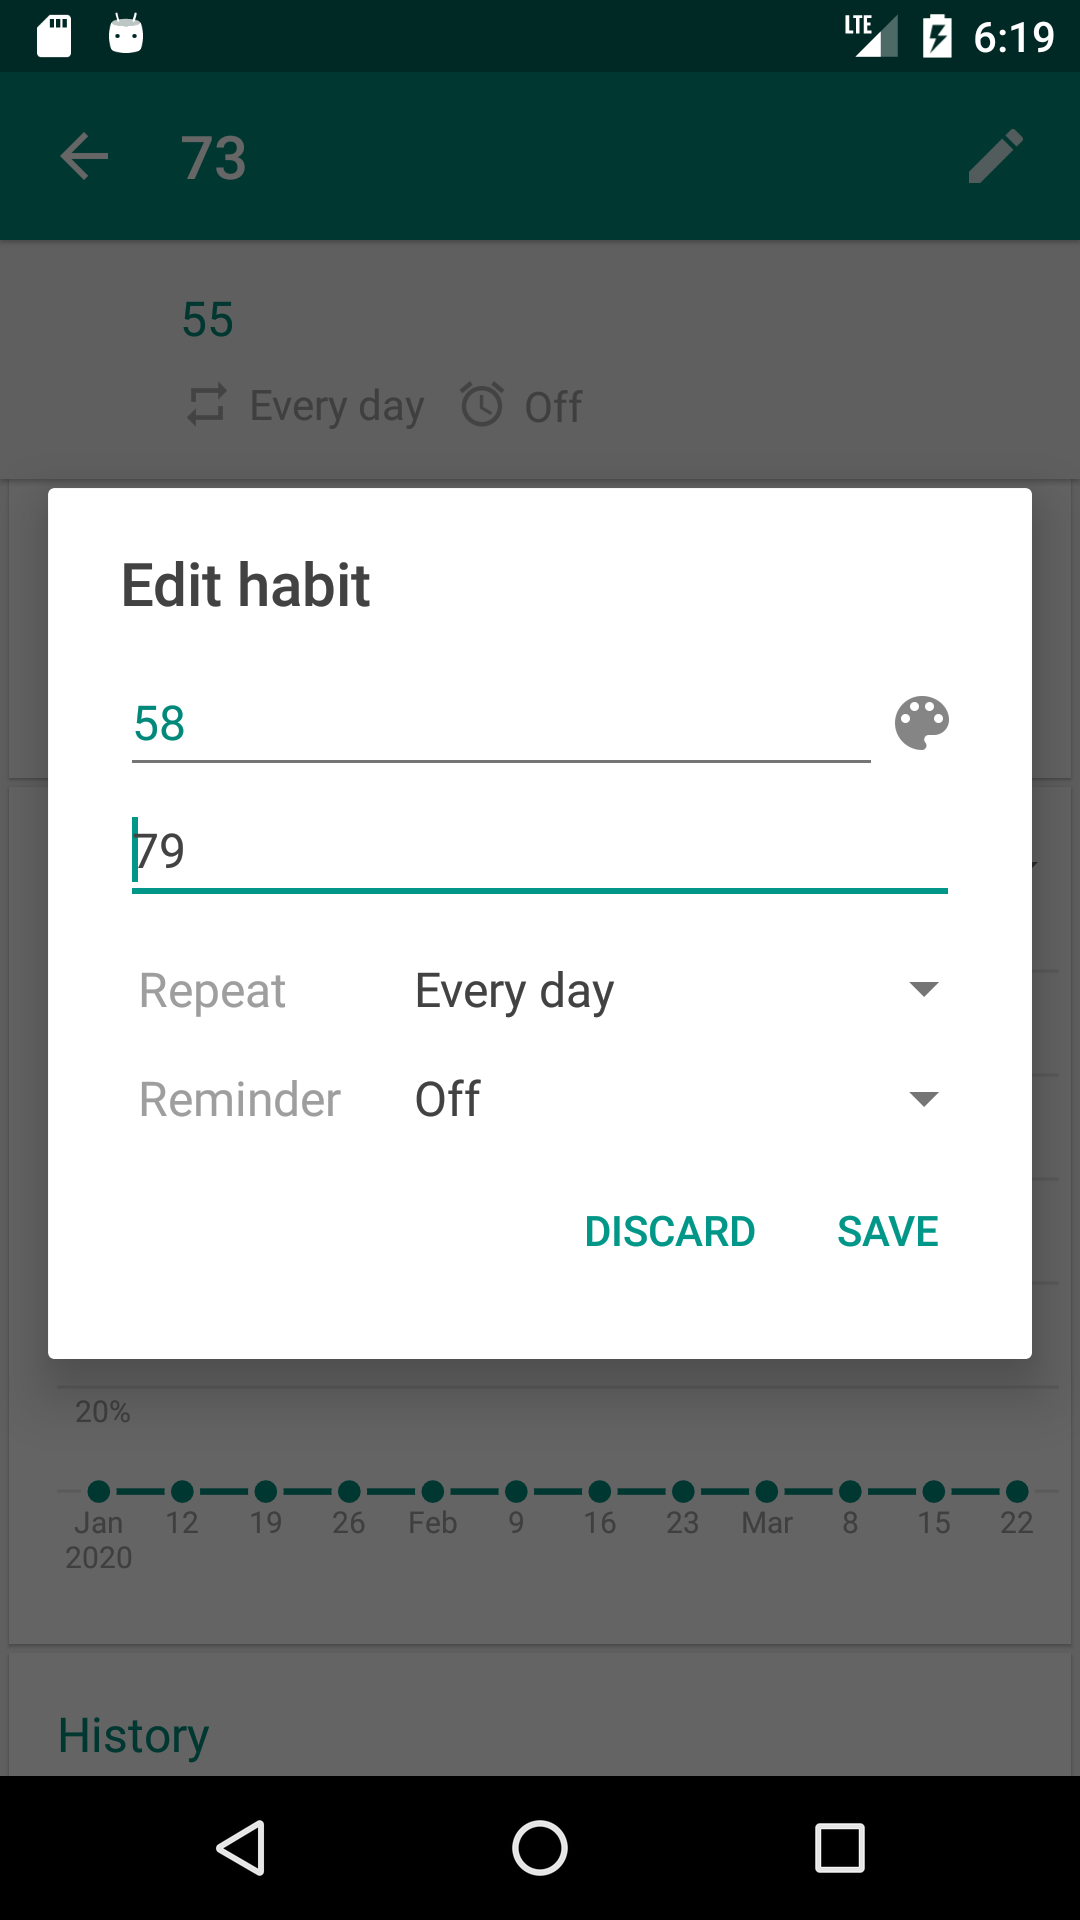 LTE 6:19
73
55
Every day Off
Edit habit
58
79
Repeat Every day
Reminder Off
DISCARD SAVE
20%
Jan 12 19 26 Feb 9 16 23 Mar 8 15 22
2020
History